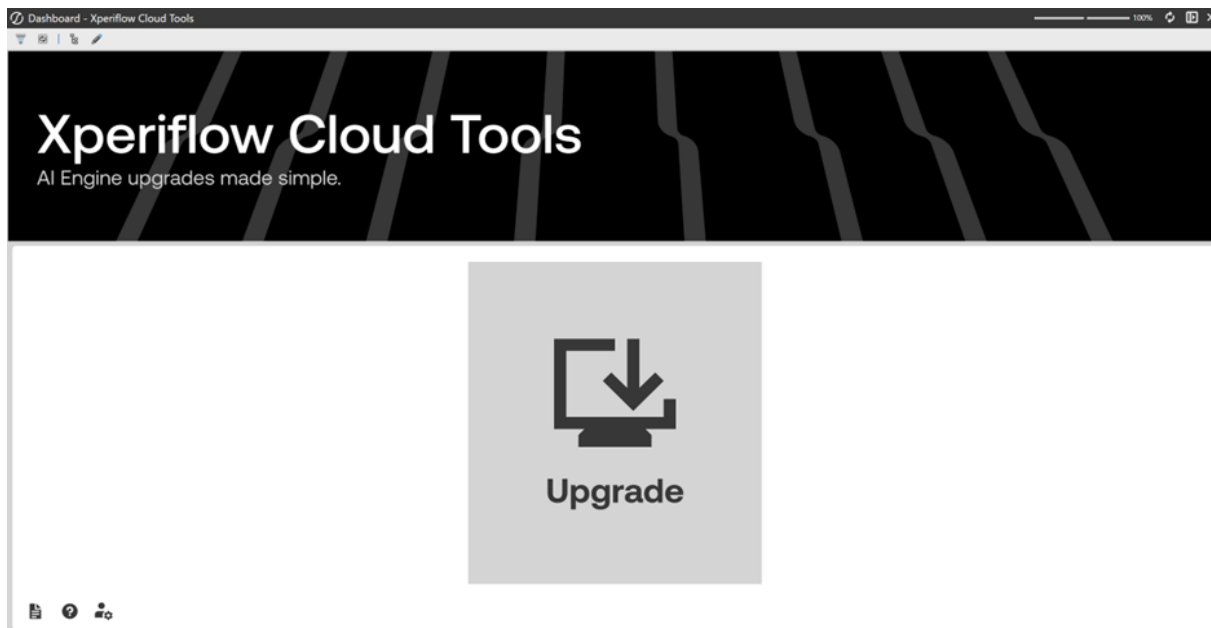 Dashboard - Xperiflow Cloud Tools
100%
Xperiflow Cloud Tools
AI Engine upgrades made simple.
Upgrade